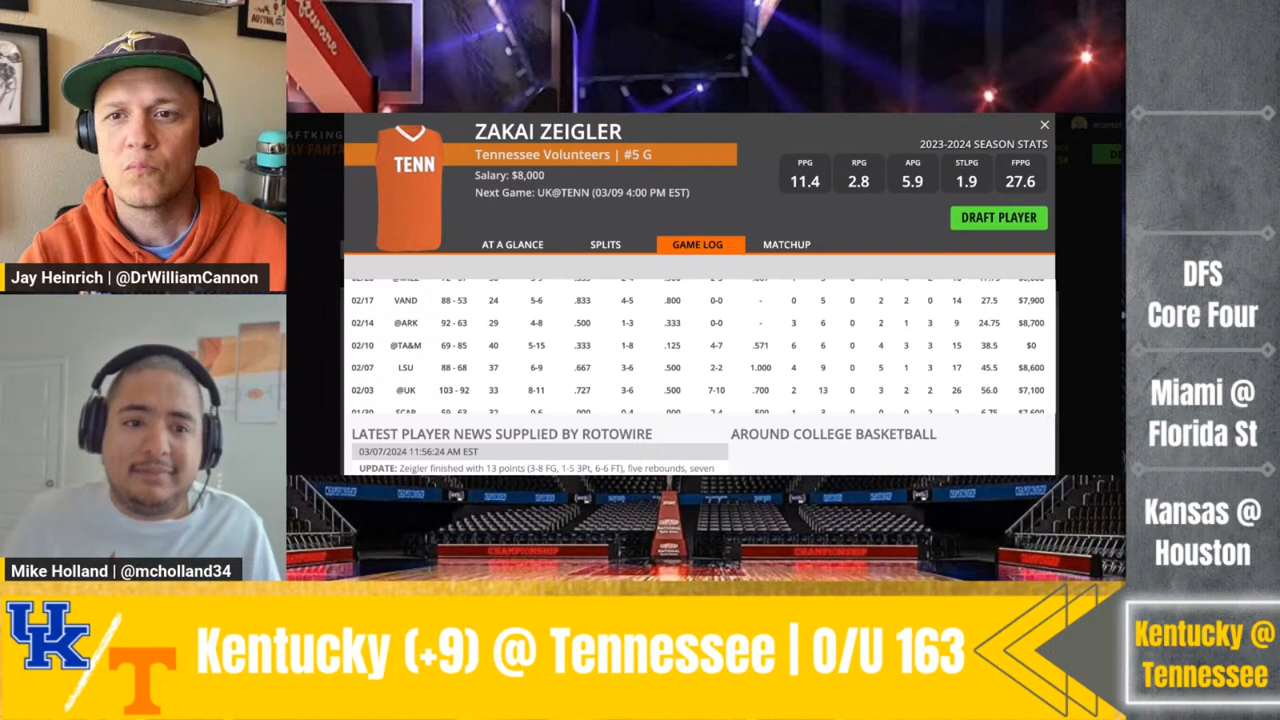 AUSTIN
Jay Heinrich | @DrWilliamCannon
Mike Holland | @mcholland34
ZAKAI ZEIGLER
TENN
Tennessee Volunteers | #5 G
Salary: $8,000
Next Game: UK@TENN (03/09 4:00 PM EST)
2023-2024 SEASON STATS
PPG RPG APG STLPG FPPG
11.4 2.8 5.9 1.9 27.6
DRAFT PLAYER
AT A GLANCE SPLITS GAME LOG MATCHUP
02/17 VAND 88 - 53 24 5-6 .833 4-5 .800 0-0 - 0 5 0 2 2 0 14 27.5 $7,900
02/14 @ARK 92 - 63 29 4-8 .500 1-3 .333 0-0 - 3 6 0 2 1 3 9 24.75 $8,700
02/10 @TA&M 69 - 85 40 5-15 .333 1-8 .125 4-7 .571 6 6 0 4 3 3 15 38.5 $0
02/07 LSU 88 - 68 37 6-9 .667 3-6 .500 2-2 1.000 4 9 0 5 1 3 17 45.5 $8,600
02/03 @UK 103 - 92 33 8-11 .727 3-6 .500 7-10 .700 2 13 0 3 2 2 26 56.0 $7,100
LATEST PLAYER NEWS SUPPLIED BY ROTOWIRE
03/07/2024 11:56:24 AM EST
UPDATE: Zeigler finished with 13 points (3-8 FG, 1-5 3Pt, 6-6 FT), five rebounds, seven
AROUND COLLEGE BASKETBALL
CHAMPIONSHIP CHAMPIONSHIP
DFS
Core Four
Miami @
Florida St
Kansas @
Houston
Kentucky @
Tennessee
UK / T
Kentucky (+9) @ Tennessee | O/U 163